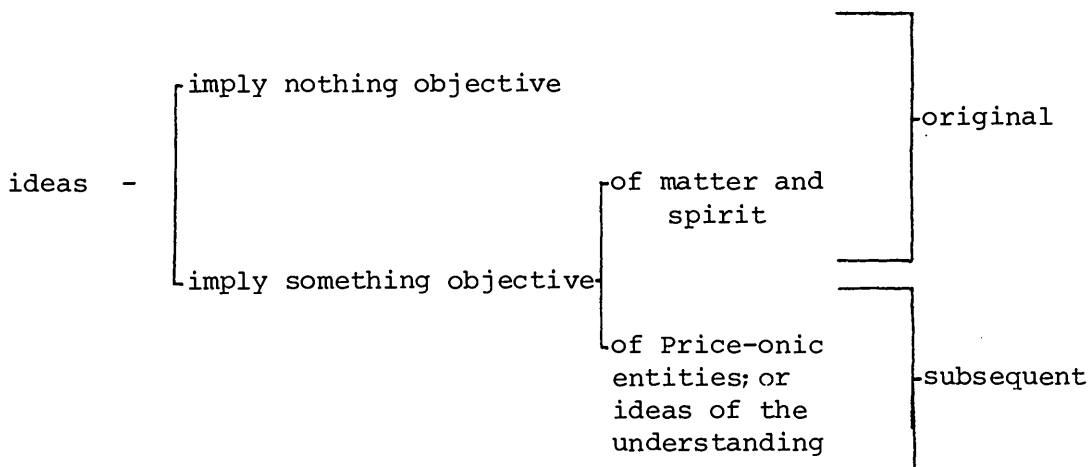 imply nothing objective
original
ideas -
of matter and
spirit
imply something objective
of Price-onic
entities; or
ideas of the
understanding
subsequent